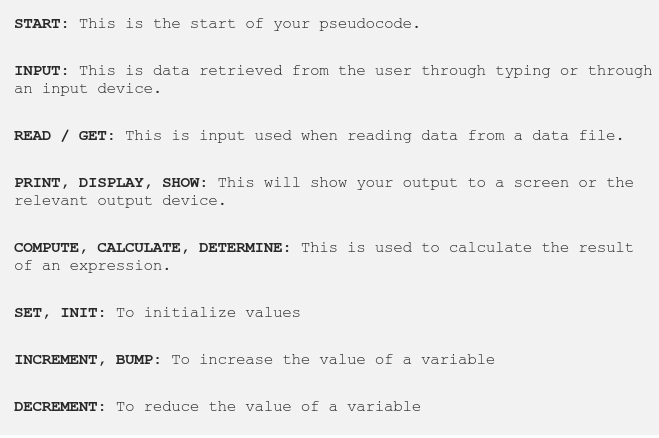 START: This is the start of your pseudocode.
INPUT: This is data retrieved from the user through typing or through
an input device.
READ / GET: This is input used when reading data from a data file.
PRINT, DISPLAY, SHOW: This will show your output to a screen or the
relevant output device.
COMPUTE, CALCULATE, DETERMINE: This is used to calculate the result
of an expression.
SET, INIT: To initialize values
INCREMENT, BUMP: To increase the value of a variable
DECREMENT: To reduce the value of a variable